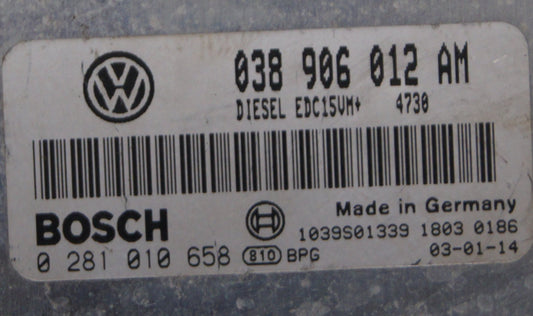 038 906 012 AM
DIESEL EDC15VM+ 4730
BOSCH
Made in Germany
1039S01339 1803 0186
0 281 010 658 810 BPG
03-01-14